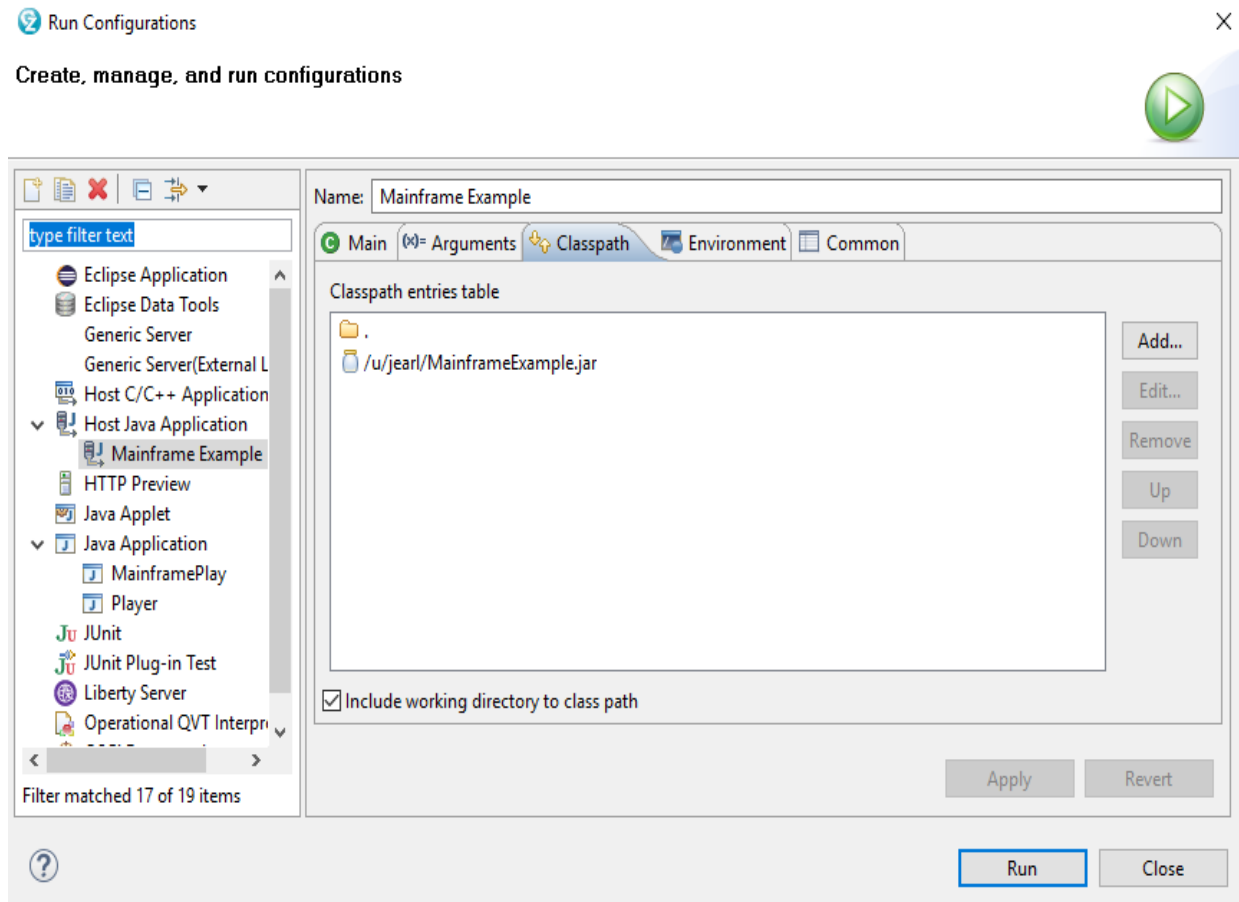 Run Configurations
Create, manage, and run configurations
type filter text
Eclipse Application
Eclipse Data Tools
Generic Server
Generic Server(External L
Host C/C++ Application
Host Java Application
Mainframe Example
HTTP Preview
Java Applet
Java Application
MainframePlay
Player
JUnit
JUnit Plug-in Test
Liberty Server
Operational QVT Interpr
Filter matched 17 of 19 items
Name: Mainframe Example
Main (x)= Arguments Classpath Environment Common
Classpath entries table
.
/u/jearl/MainframeExample.jar
Add...
Edit...
Remove
Up
Down
Include working directory to class path
Apply Revert
Run Close